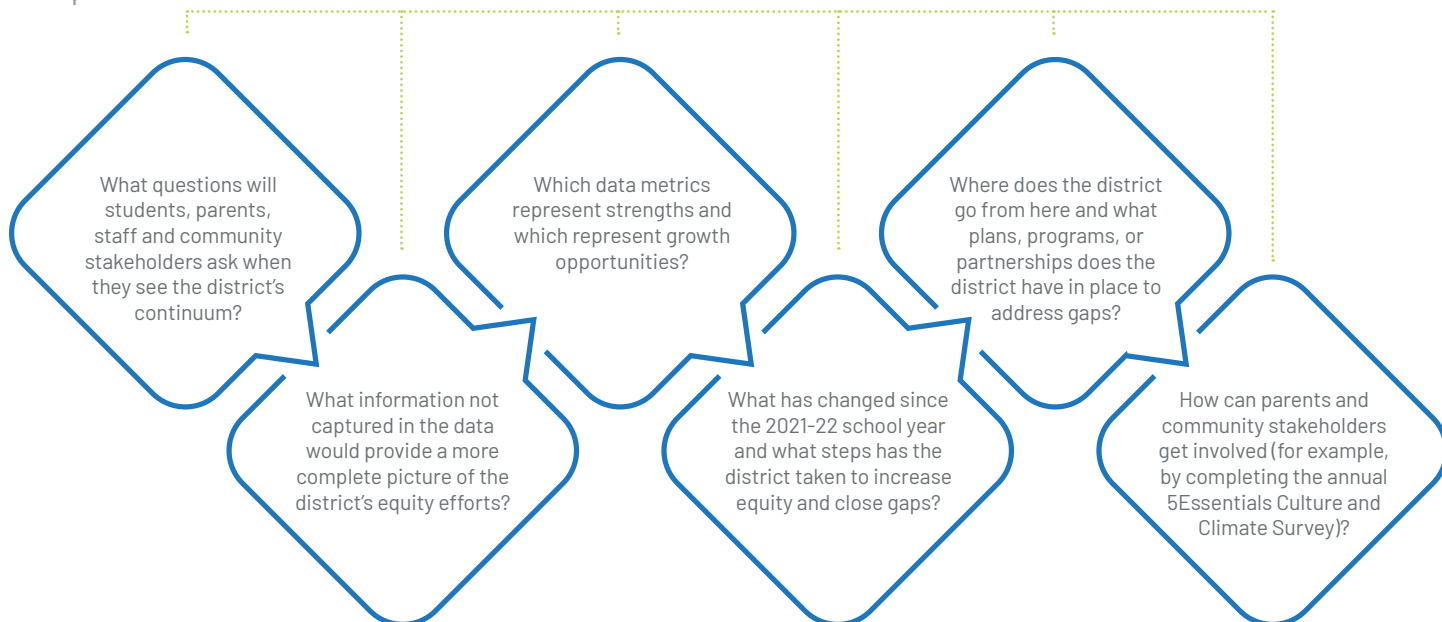 What questions will
students, parents,
staff and community
stakeholders ask when
they see the district's
continuum?
What information not
captured in the data
would provide a more
complete picture of the
district's equity efforts?
Which data metrics
represent strengths and
which represent growth
opportunities?
What has changed since
the 2021-22 school year
and what steps has the
district taken to increase
equity and close gaps?
Where does the district
go from here and what
plans, programs, or
partnerships does the
district have in place to
address gaps?
How can parents and
community stakeholders
get involved (for example,
by completing the annual
5Essentials Culture and
Climate Survey)?